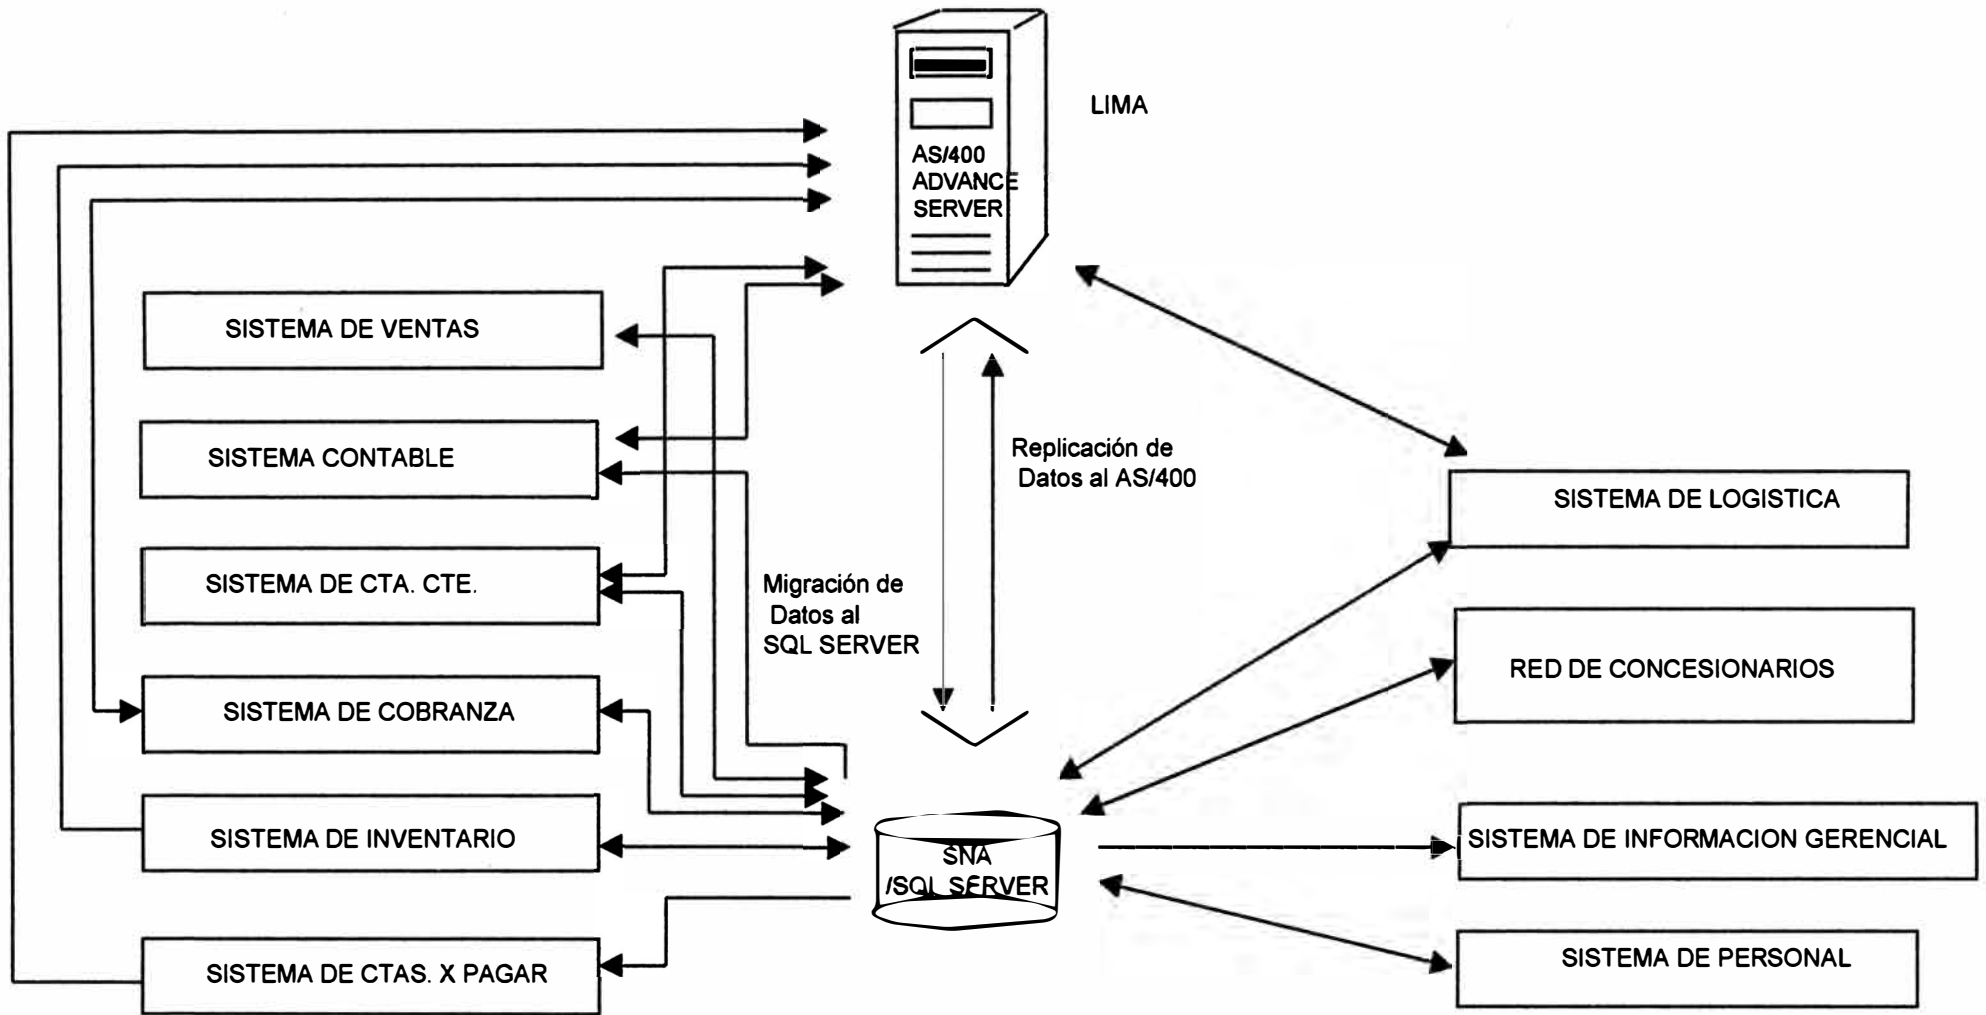 LIMA
AS/400
ADVANCE
SERVER
SISTEMA DE VENTAS
SISTEMA CONTABLE
SISTEMA DE CTA. CTE.
SISTEMA DE COBRANZA
SISTEMA DE INVENTARIO
SISTEMA DE CTAS. X PAGAR
Replicación de
Datos al AS/400
Migración de
Datos al
SQL SERVER
SNA
/SQL SERVER
SISTEMA DE LOGISTICA
RED DE CONCESIONARIOS
SISTEMA DE INFORMACION GERENCIAL
SISTEMA DE PERSONAL